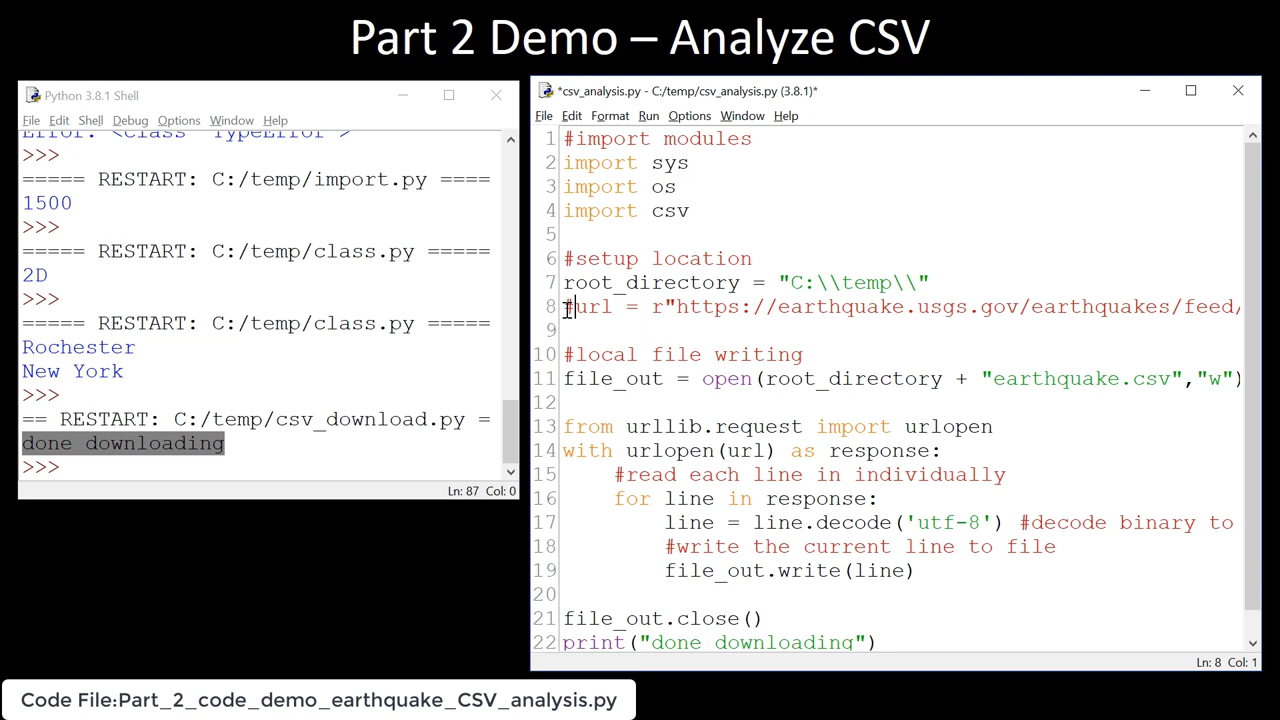 Part 2 Demo – Analyze CSV
Python 3.8.1 Shell
File Edit Shell Debug Options Window Help
Error: <class 'TypeError'>
>>>
===== RESTART: C:/temp/import.py ====
1500
>>>
===== RESTART: C:/temp/class.py =====
2D
>>>
===== RESTART: C:/temp/class.py =====
Rochester
New York
>>>
== RESTART: C:/temp/csv_download.py =
done downloading
>>>
Ln: 87 Col: 0
*csv_analysis.py - C:/temp/csv_analysis.py (3.8.1)*
File Edit Format Run Options Window Help
1 #import modules
2 import sys
3 import os
4 import csv
5
6 #setup location
7 root_directory = "C:\\temp\\"
8 #url = r"https://earthquake.usgs.gov/earthquakes/feed/
9
10 #local file writing
11 file_out = open(root_directory + "earthquake.csv","w")
12
13 from urllib.request import urlopen
14 with urlopen(url) as response:
15     #read each line in individually
16     for line in response:
17         line = line.decode('utf-8') #decode binary to
18         #write the current line to file
19         file_out.write(line)
20
21 file_out.close()
22 print("done downloading")
Ln: 8 Col: 1
Code File:Part_2_code_demo_earthquake_CSV_analysis.py